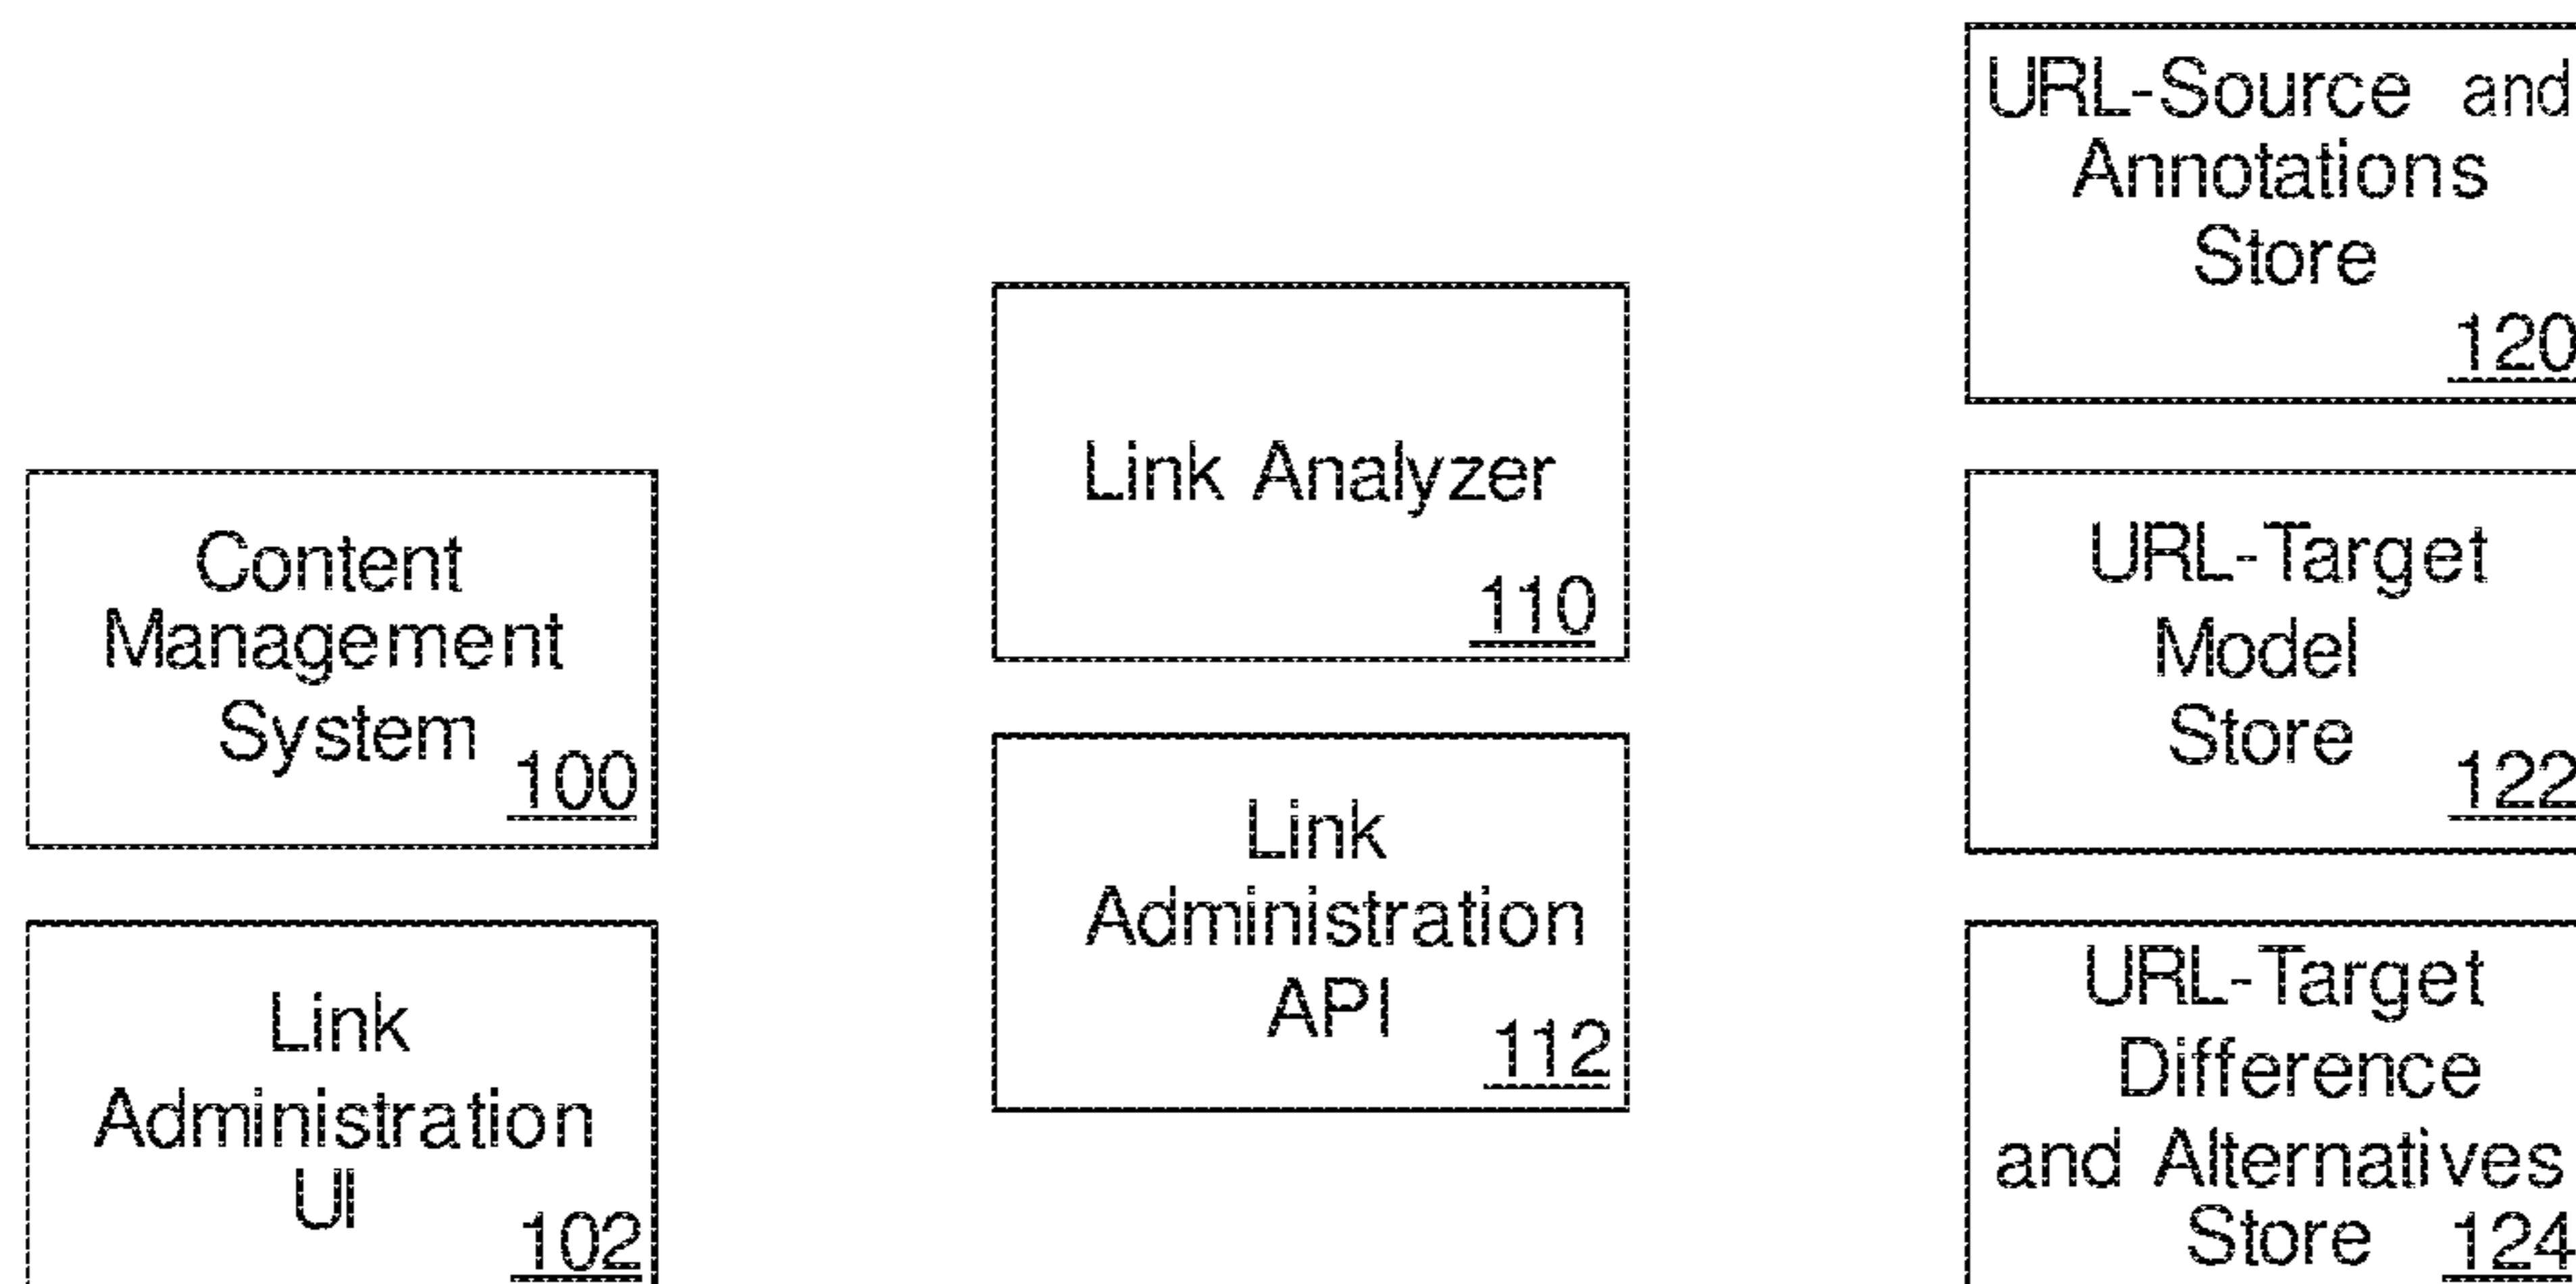 Content
Management
System
100
Link
Administration
UI
102
Link Analyzer
110
Link
Administration
API
112
URL-Source and
Annotations
Store
120
URL-Target
Model
Store
122
URL-Target
Difference
and Alternatives
Store 124